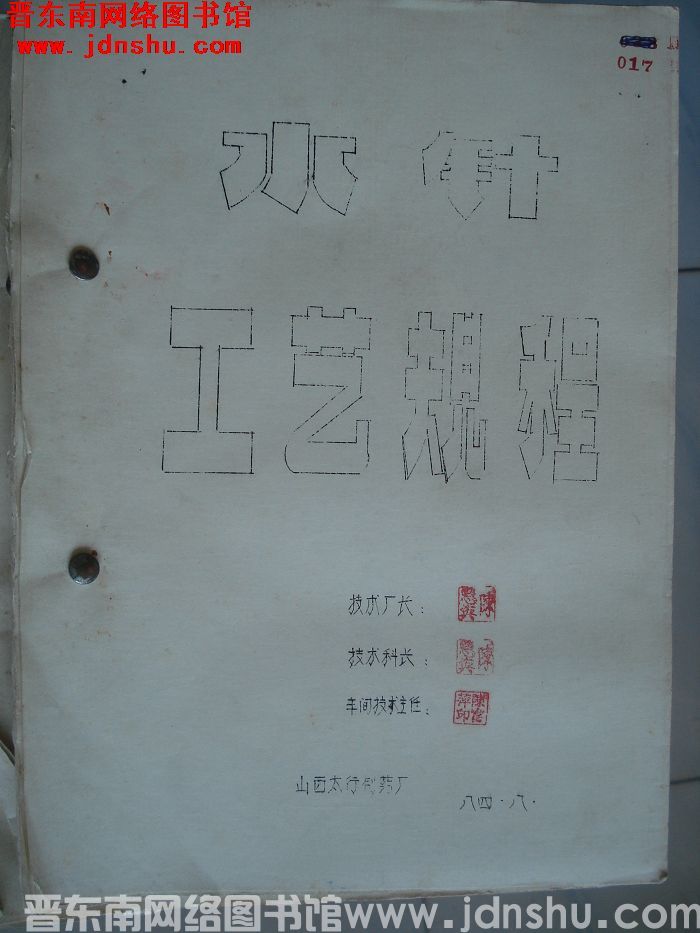 晋东南网络图书馆
www.jdnshu.com
017
水针
工艺规程
技术厂长：
技术科长：
车间技术主任：
山西太行制药厂 八四·八·
晋东南网络图书馆www.jdnshu.com